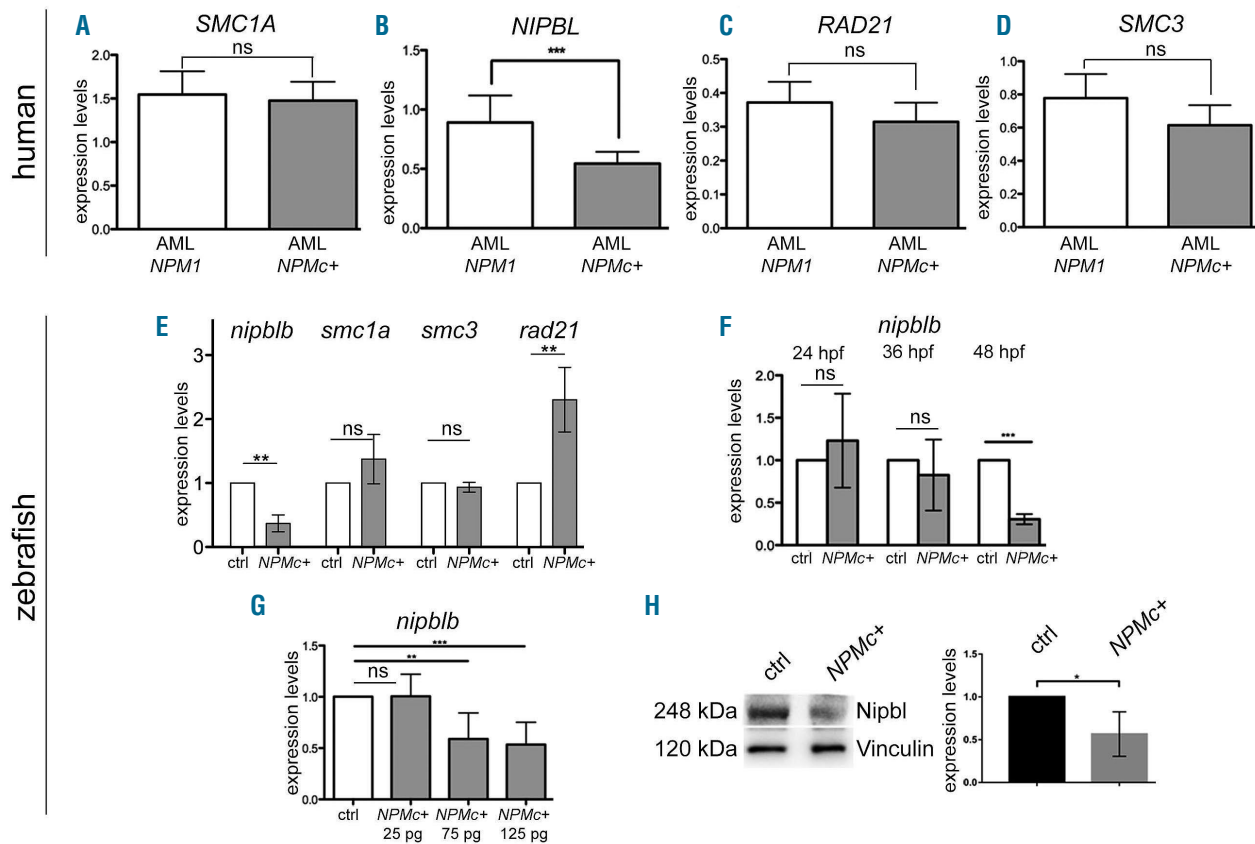 human
A SMC1A
ns
expression levels
2.0
1.5
1.0
0.5
0.0
AML AML
NPM1 NPMc+
B NIPBL
***
expression levels
1.5
1.0
0.5
0.0
AML AML
NPM1 NPMc+
C RAD21
ns
expression levels
0.5
0.4
0.3
0.2
0.1
0.0
AML AML
NPM1 NPMc+
D SMC3
ns
expression levels
1.0
0.8
0.6
0.4
0.2
0.0
AML AML
NPM1 NPMc+
zebrafish
E
nipblb smc1a smc3 rad21
** ns ns **
expression levels
3
2
1
0
ctrl NPMc+ ctrl NPMc+ ctrl NPMc+ ctrl NPMc+
F
nipblb
24 hpf 36 hpf 48 hpf
ns ns ***
expression levels
2.0
1.5
1.0
0.5
0.0
ctrl NPMc+ ctrl NPMc+ ctrl NPMc+
G
nipblb
***
**
ns
expression levels
1.5
1.0
0.5
0.0
ctrl NPMc+ NPMc+ NPMc+
25 pg 75 pg 125 pg
H
ctrl NPMc+
248 kDa Nipbl
120 kDa Vinculin
ctrl NPMc+
*
expression levels
1.5
1.0
0.5
0.0